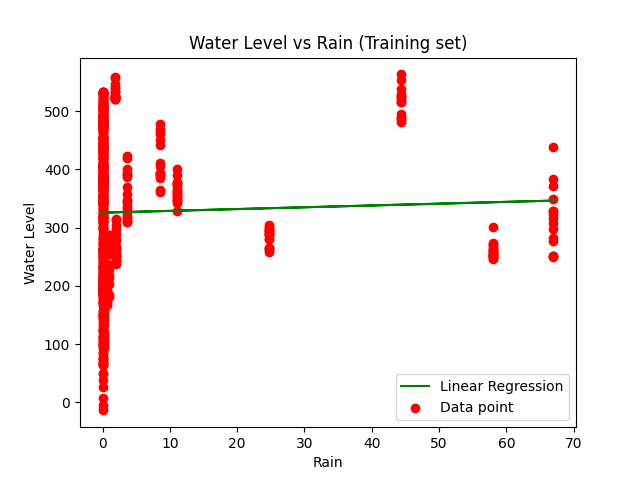 Water Level vs Rain (Training set)
Water Level
500
400
300
200
100
0
0 10 20 30 40 50 60 70
Rain
Linear Regression
Data point